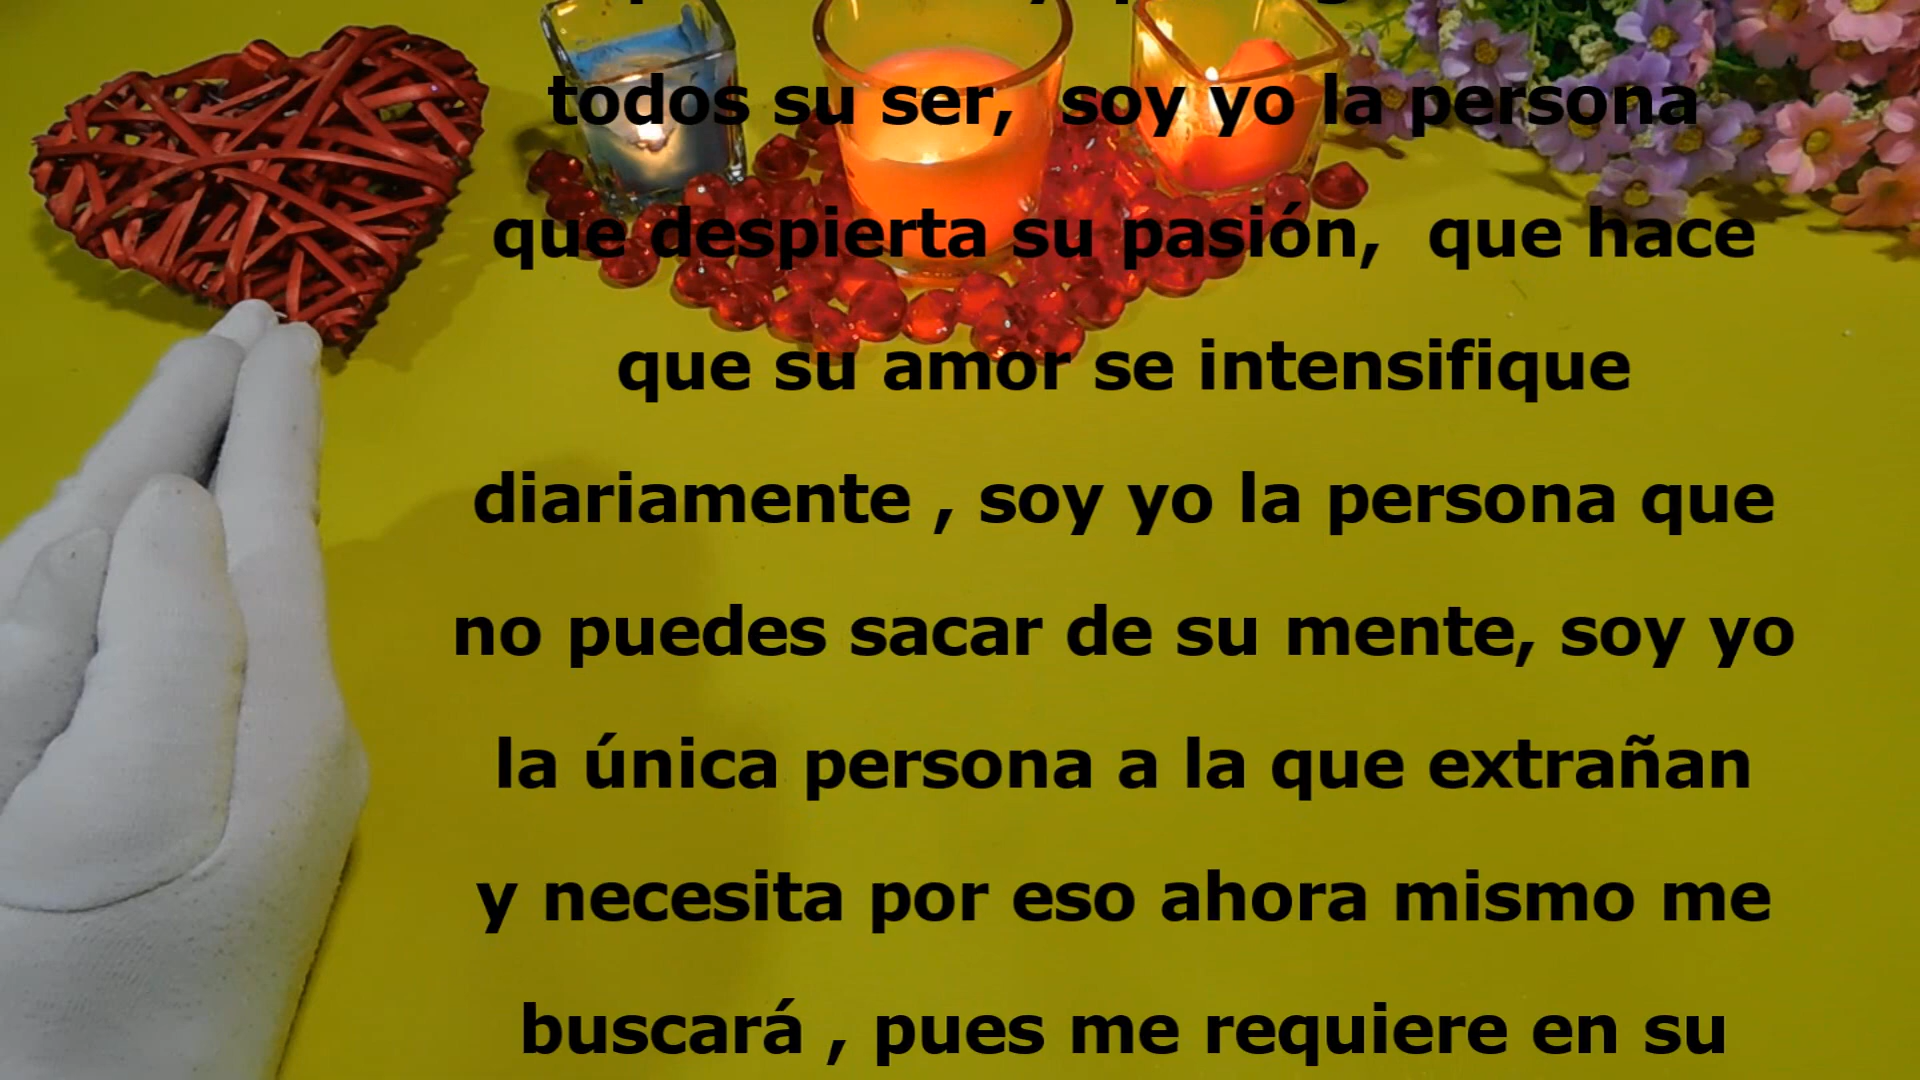 todos su ser, soy yo la persona
que despierta su pasión, que hace
que su amor se intensifique
diariamente , soy yo la persona que
no puedes sacar de su mente, soy yo
la única persona a la que extrañan
y necesita por eso ahora mismo me
buscará , pues me requiere en su